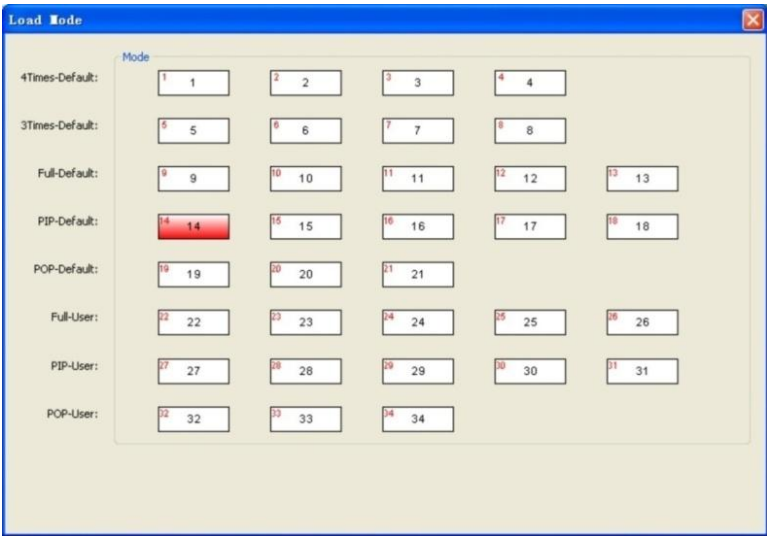 Load Mode
Mode
4Times-Default: 1 1 2 2 3 3 4 4
3Times-Default: 5 5 6 6 7 7 8 8
Full-Default: 9 9 10 10 11 11 12 12 13 13
PIP-Default: 14 14 15 15 16 16 17 17 18 18
POP-Default: 19 19 20 20 21 21
Full-User: 22 22 23 23 24 24 25 25 26 26
PIP-User: 27 27 28 28 29 29 30 30 31 31
POP-User: 32 32 33 33 34 34